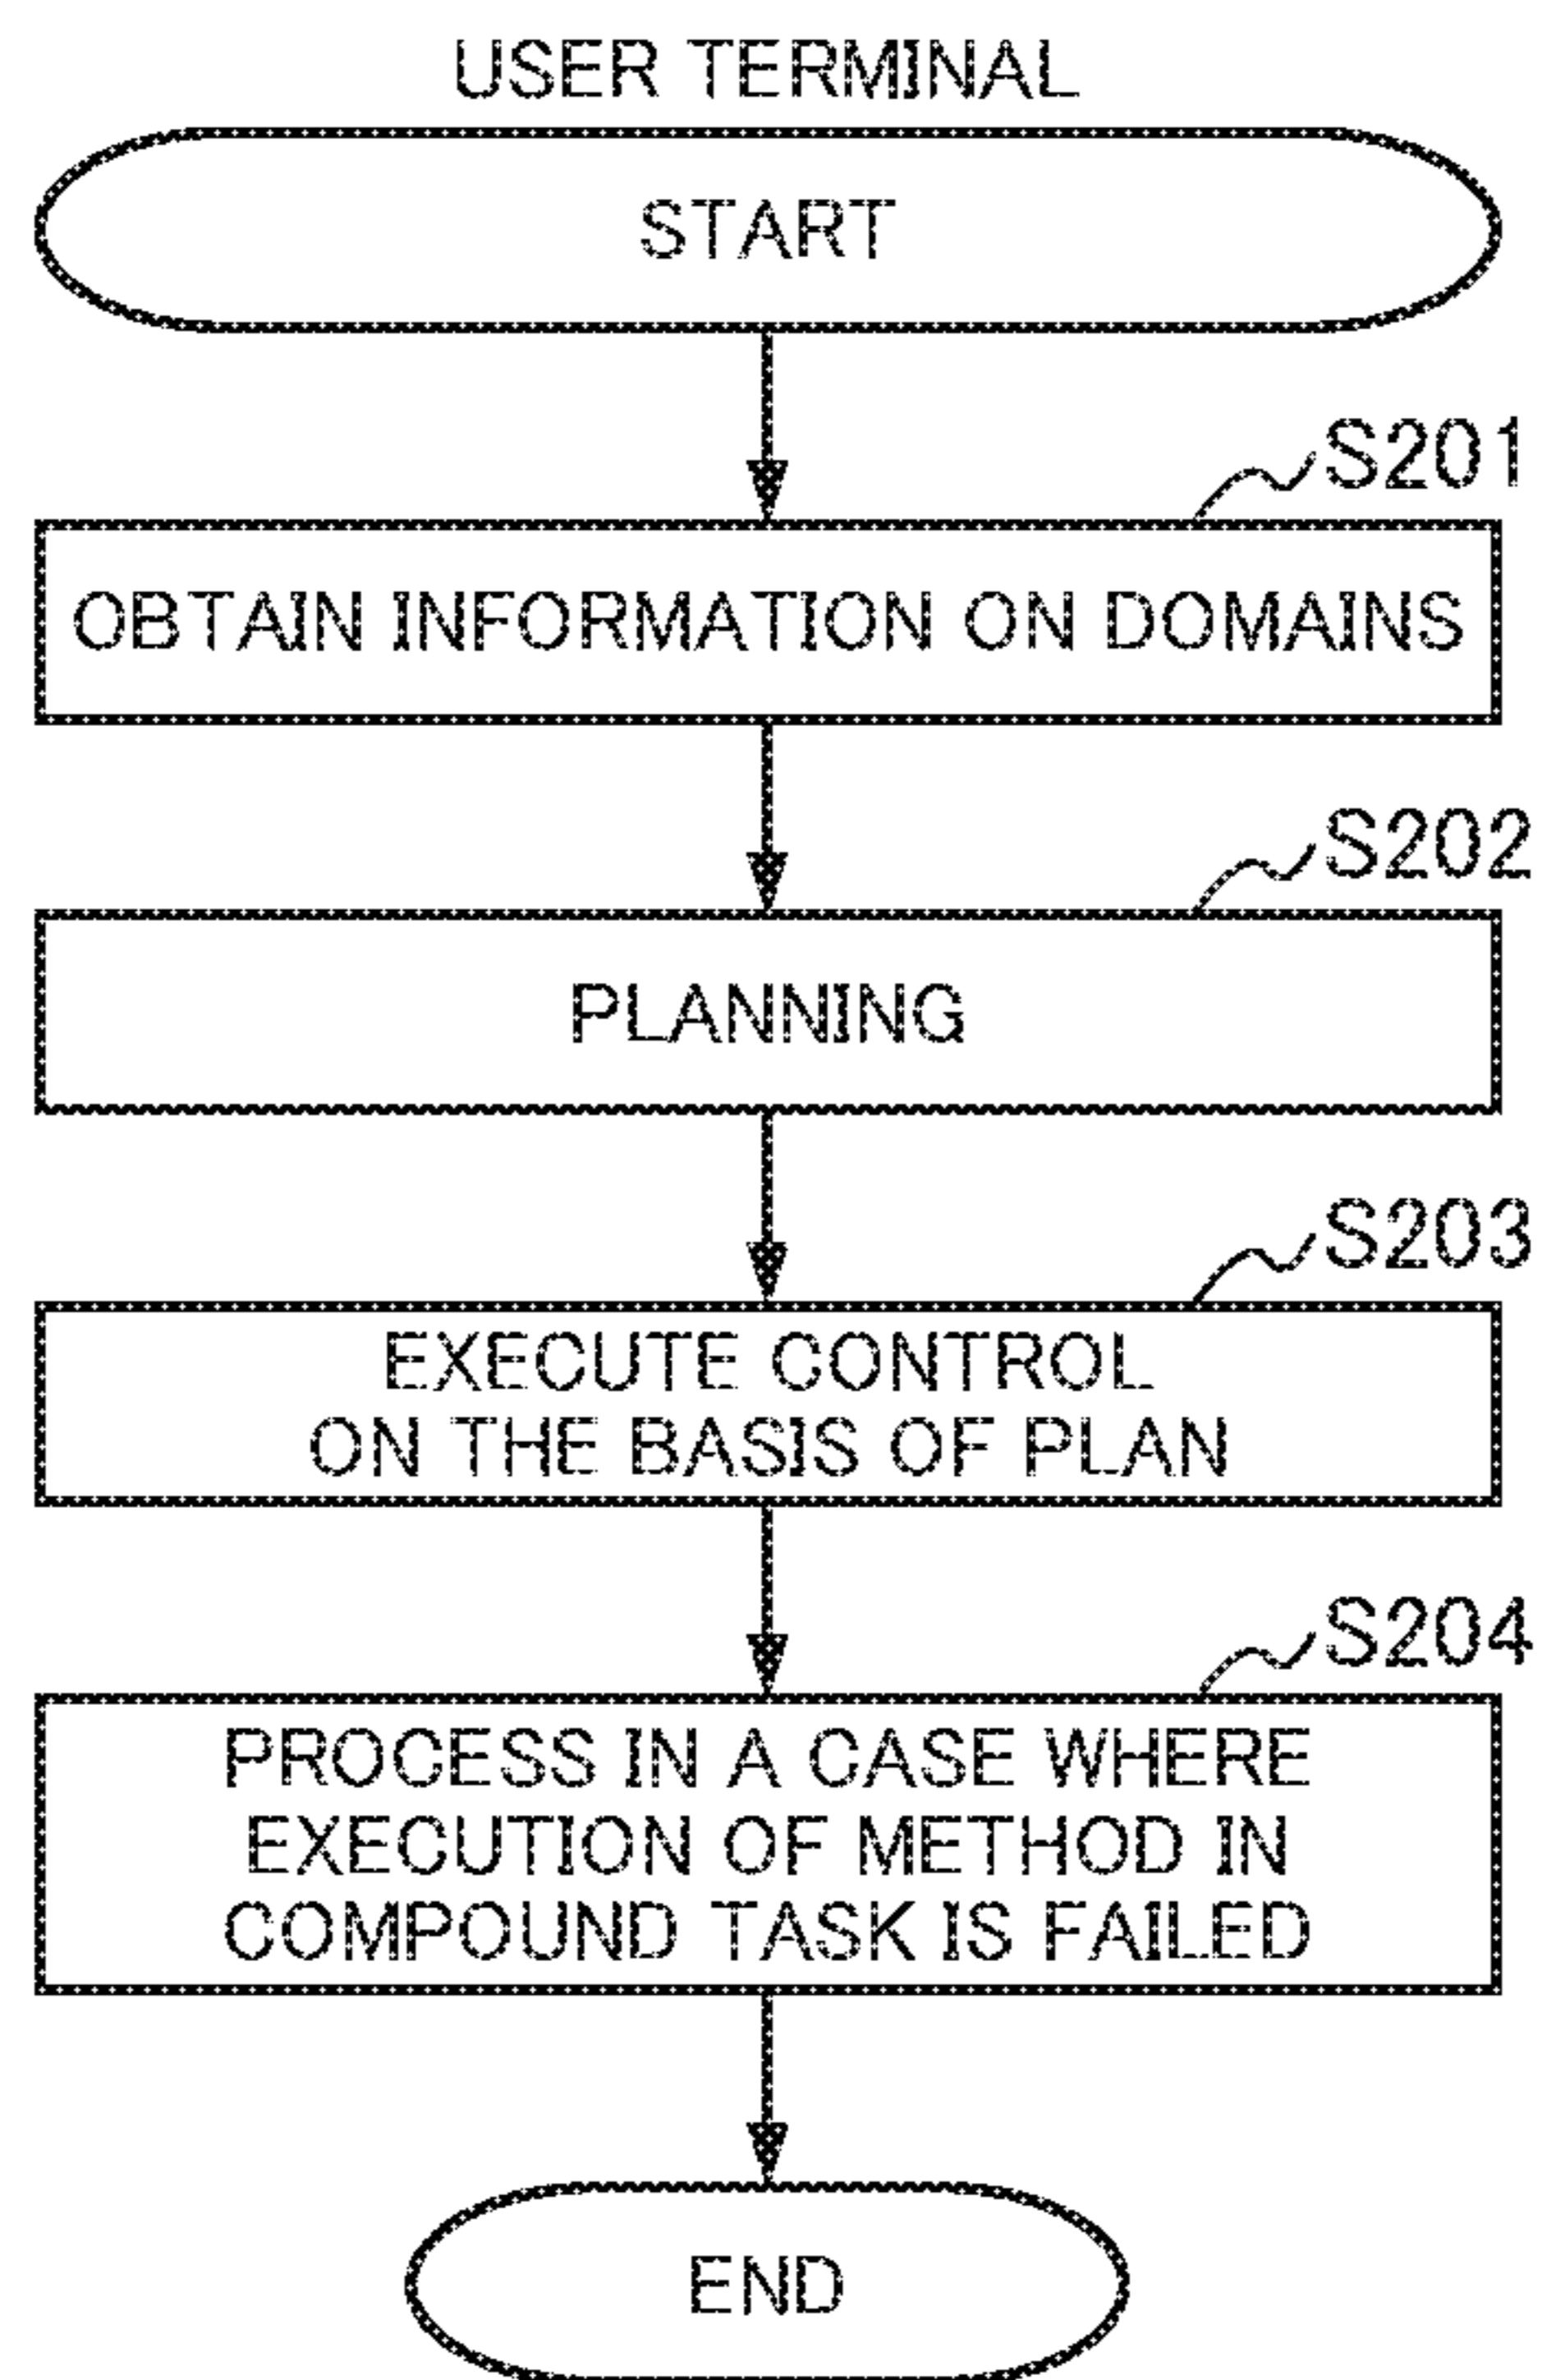 USER TERMINAL
START
S201
OBTAIN INFORMATION ON DOMAINS
S202
PLANNING
S203
EXECUTE CONTROL
ON THE BASIS OF PLAN
S204
PROCESS IN A CASE WHERE
EXECUTION OF METHOD IN
COMPOUND TASK IS FAILED
END